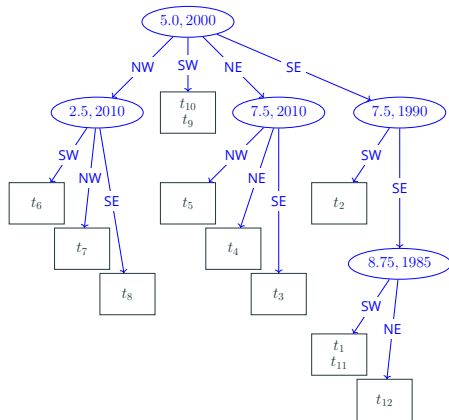 5.0, 2000
NW
SW
NE
SE
2.5, 2010
t10
t9
7.5, 2010
7.5, 1990
SW
NW
SE
NW
NE
SE
SW
SE
t6
t5
t2
t7
t4
t8
t3
8.75, 1985
SW
NE
t1
t11
t12